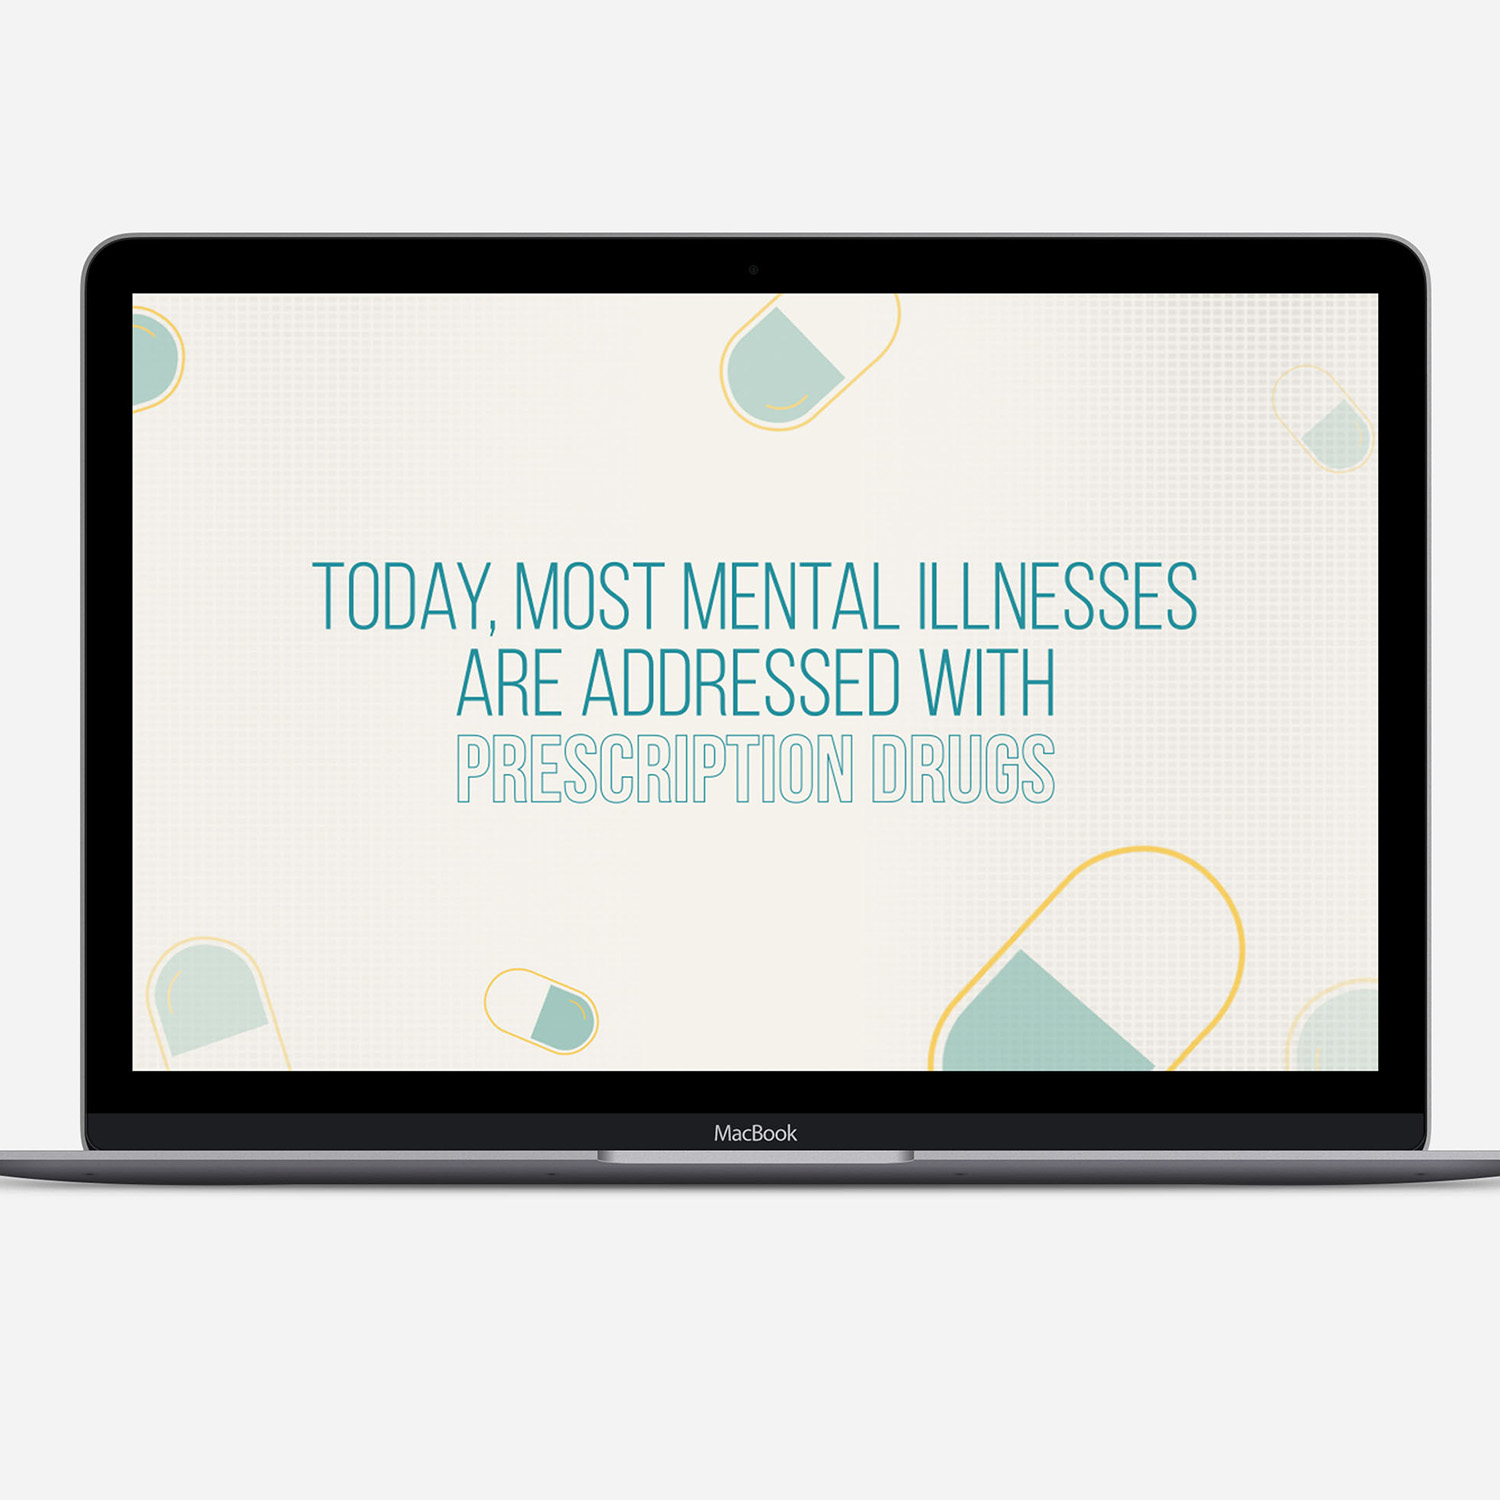 TODAY, MOST MENTAL ILLNESSES
ARE ADDRESSED WITH
PRESCRIPTION DRUGS
MacBook